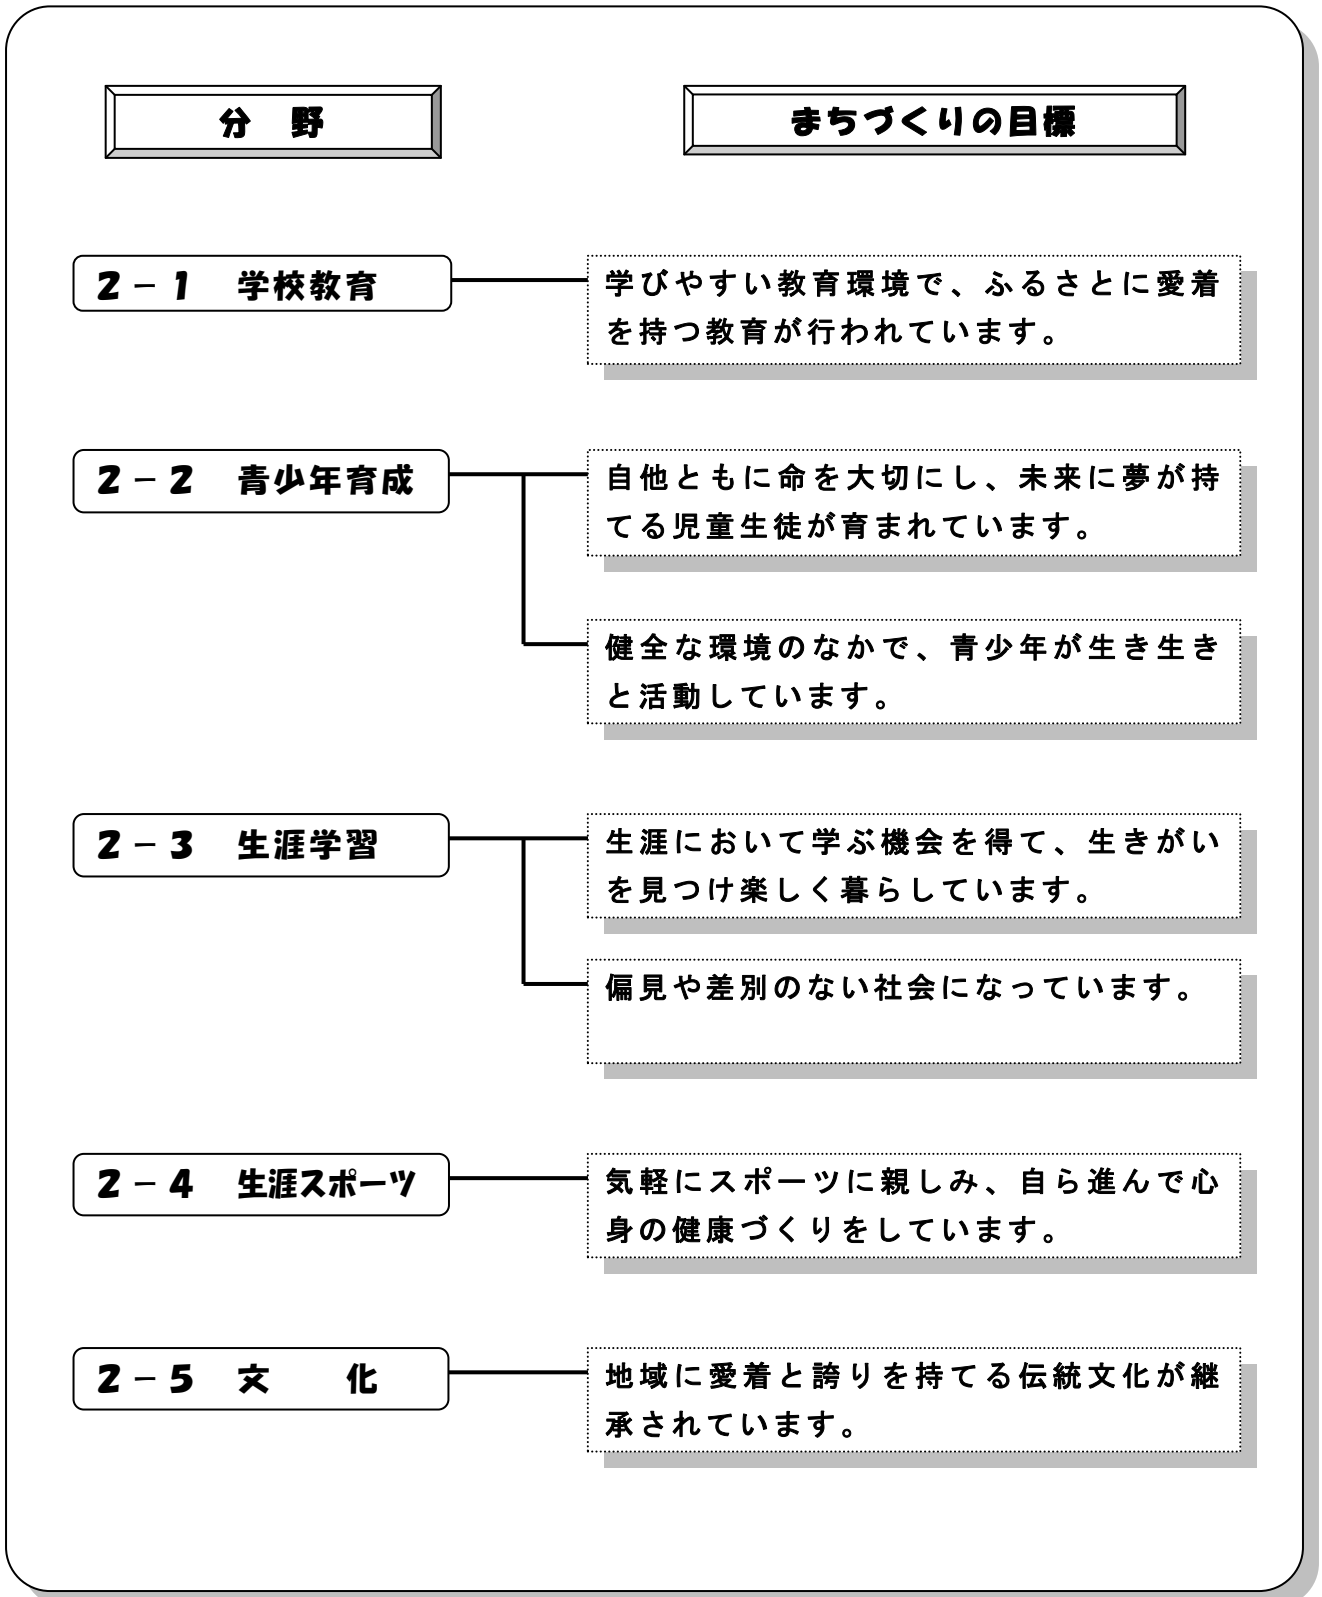 分　野
まちづくりの目標
２－１　学校教育
学びやすい教育環境で、ふるさとに愛着
を持つ教育が行われています。
２－２　青少年育成
自他ともに命を大切にし、未来に夢が持
てる児童生徒が育まれています。
健全な環境のなかで、青少年が生き生き
と活動しています。
２－３　生涯学習
生涯において学ぶ機会を得て、生きがい
を見つけ楽しく暮らしています。
偏見や差別のない社会になっています。
２－４　生涯スポーツ
気軽にスポーツに親しみ、自ら進んで心
身の健康づくりをしています。
２－５　文　　化
地域に愛着と誇りを持てる伝統文化が継
承されています。